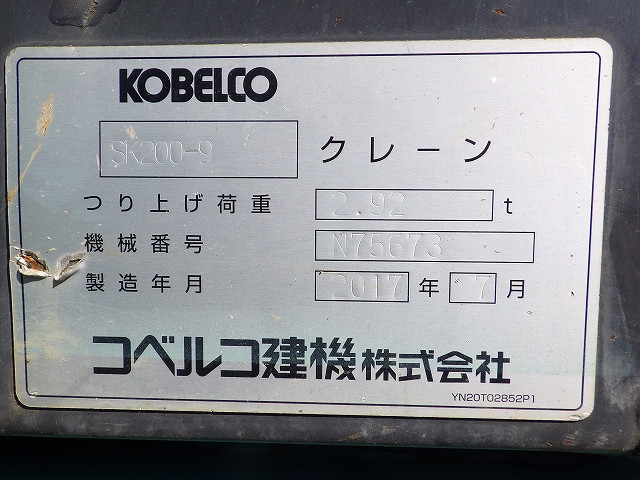 KOBELCO
SK200-9 クレーン
つり上げ荷重 2.92 t
機械番号 N75673
製造年月 2017 年 7 月
コベルコ建機株式会社
YN20T02852P1